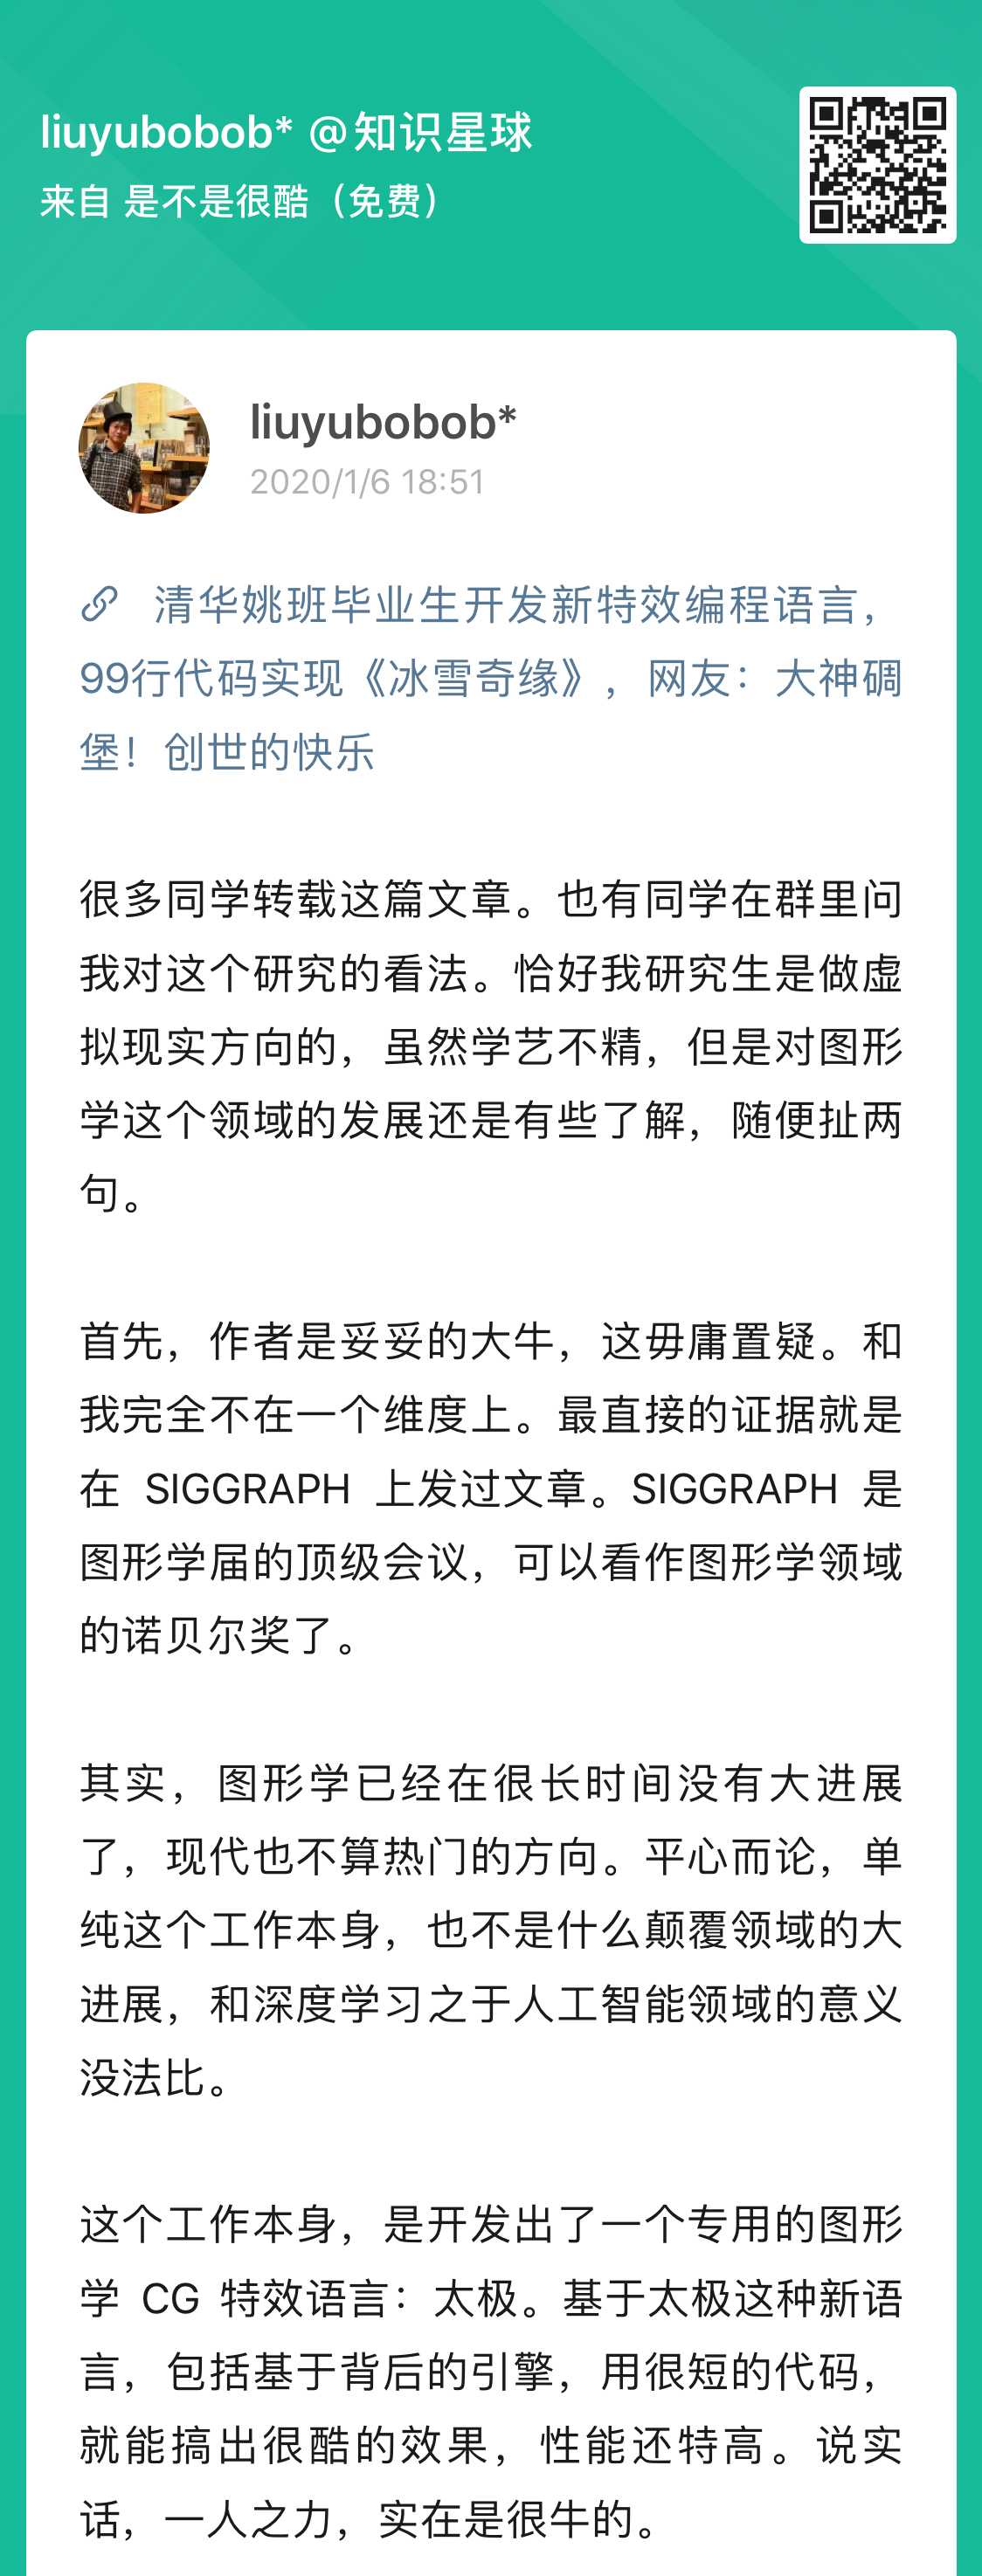 liuyubobob* @知识星球
来自 是不是很酷（免费）
liuyubobob*
2020/1/6 18:51
清华姚班毕业生开发新特效编程语言，
99行代码实现《冰雪奇缘》，网友：大神碉
堡！创世的快乐
很多同学转载这篇文章。也有同学在群里问
我对这个研究的看法。恰好我研究生是做虚
拟现实方向的，虽然学艺不精，但是对图形
学这个领域的发展还是有些了解，随便扯两
句。
首先，作者是妥妥的大牛，这毋庸置疑。和
我完全不在一个维度上。最直接的证据就是
在 SIGGRAPH 上发过文章。SIGGRAPH 是
图形学届的顶级会议，可以看作图形学领域
的诺贝尔奖了。
其实，图形学已经在很长时间没有大进展
了，现代也不算热门的方向。平心而论，单
纯这个工作本身，也不是什么颠覆领域的大
进展，和深度学习之于人工智能领域的意义
没法比。
这个工作本身，是开发出了一个专用的图形
学 CG 特效语言：太极。基于太极这种新语
言，包括基于背后的引擎，用很短的代码，
就能搞出很酷的效果，性能还特高。说实
话，一人之力，实在是很牛的。